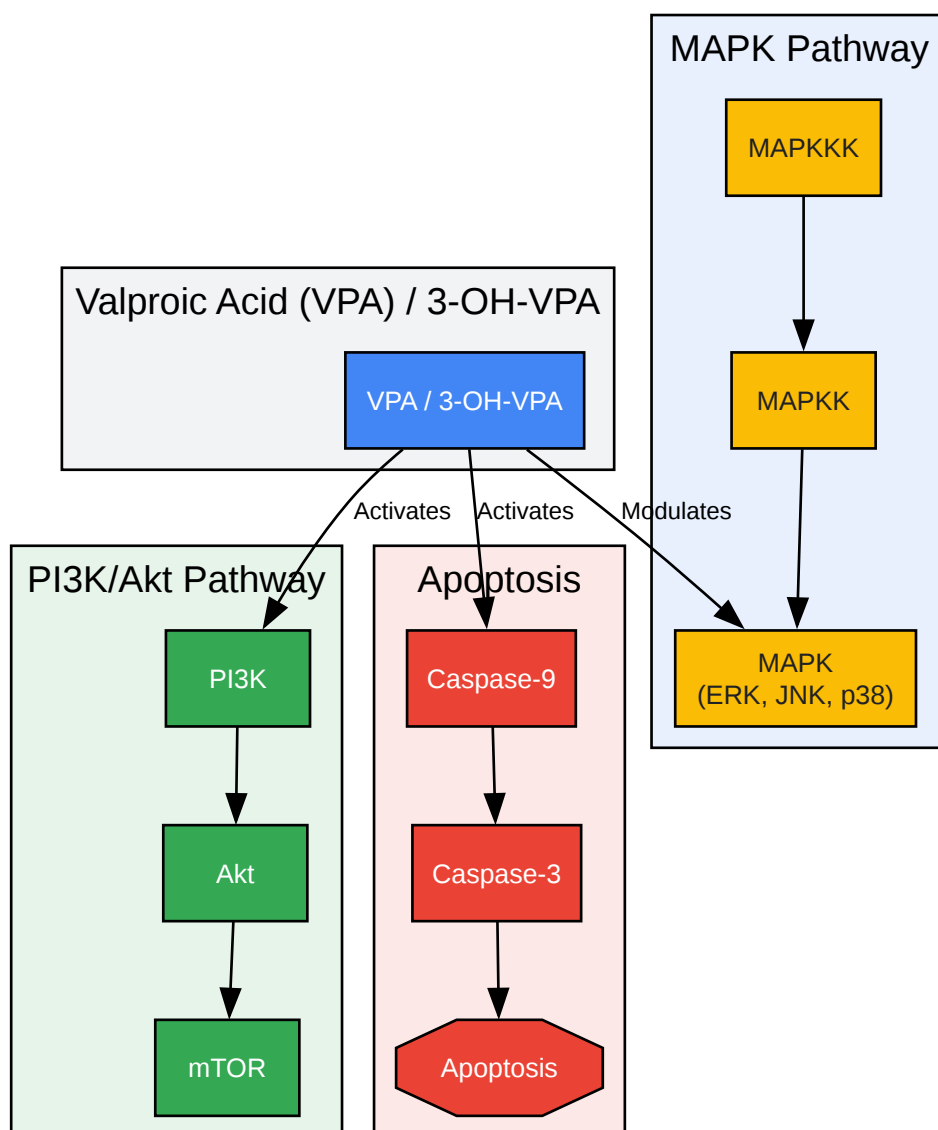 MAPK Pathway
MAPKKK
Valproic Acid (VPA) / 3-OH-VPA
VPA / 3-OH-VPA
MAPKK
Activates
Activates
Modulates
PI3K/Akt Pathway
Apoptosis
PI3K
Caspase-9
MAPK
(ERK, JNK, p38)
Akt
Caspase-3
mTOR
Apoptosis